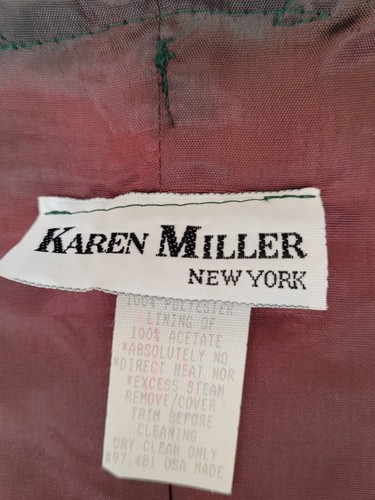 KAREN MILLER
NEW YORK
100% POLYESTER
LINING OF
100% ACETATE
*ABSOLUTELY NO
*DIRECT HEAT NOR
*EXCESS STEAM
REMOVE/COVER
TRIM BEFORE
CLEANING
DRY CLEAN ONLY
#97,481 USA MADE